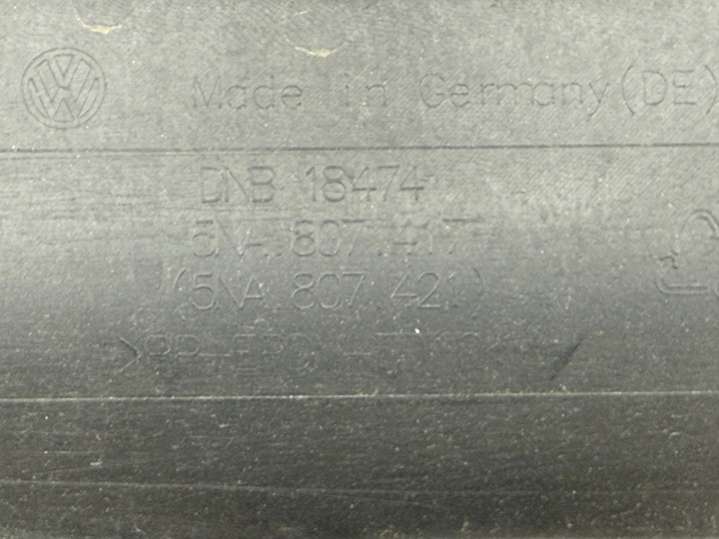 Made in Germany (DE)
DNB 18474
5NA.807.417
(5NA.807.421)